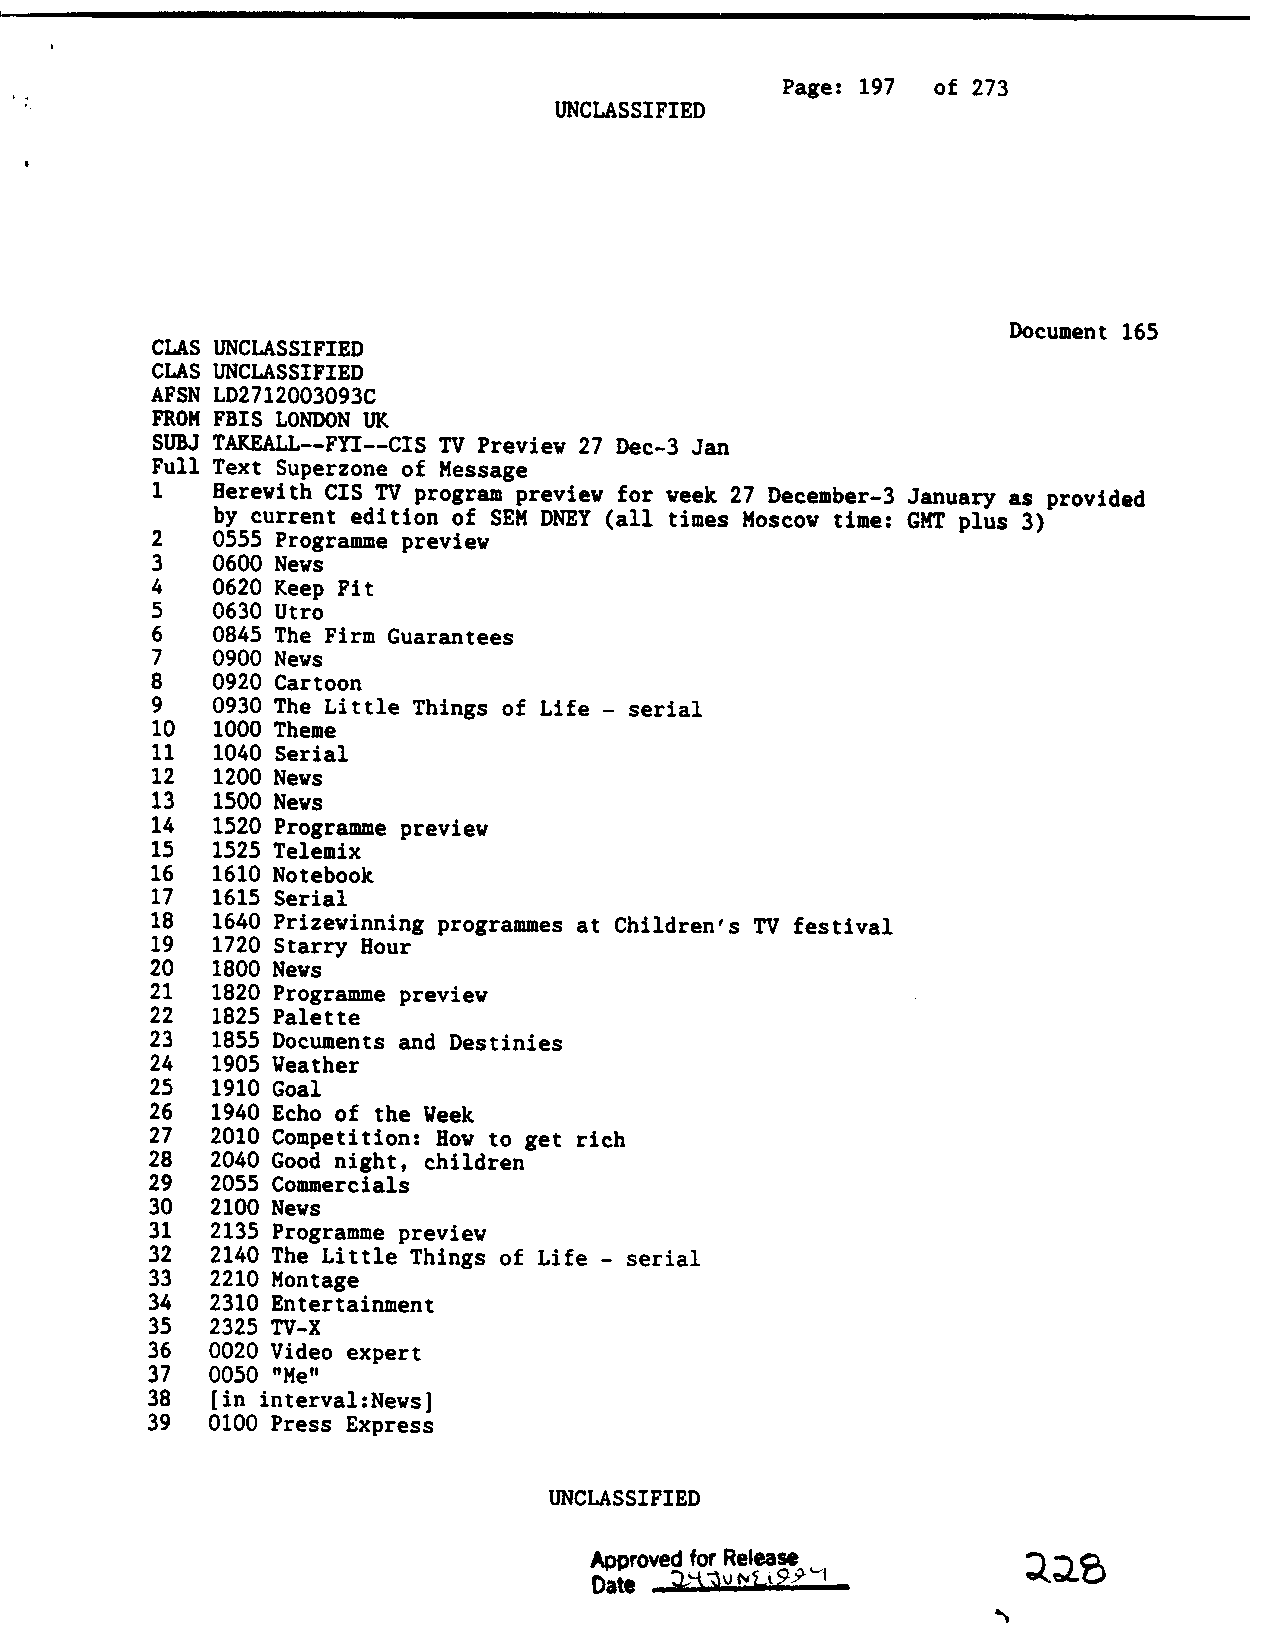 Page: 197 of 273
UNCLASSIFIED
Document 165
CLAS UNCLASSIFIED
CLAS UNCLASSIFIED
AFSN LD2712003093C
FROM FBIS LONDON UK
SUBJ TAKEALL--FYI--CIS TV Preview 27 Dec-3 Jan
Full Text Superzone of Message
1 Herewith CIS TV program preview for week 27 December-3 January as provided
by current edition of SEM DNEY (all times Moscow time: GMT plus 3)
2 0555 Programme preview
3 0600 News
4 0620 Keep Fit
5 0630 Utro
6 0845 The Firm Guarantees
7 0900 News
8 0920 Cartoon
9 0930 The Little Things of Life - serial
10 1000 Theme
11 1040 Serial
12 1200 News
13 1500 News
14 1520 Programme preview
15 1525 Telemix
16 1610 Notebook
17 1615 Serial
18 1640 Prizewinning programmes at Children's TV festival
19 1720 Starry Hour
20 1800 News
21 1820 Programme preview
22 1825 Palette
23 1855 Documents and Destinies
24 1905 Weather
25 1910 Goal
26 1940 Echo of the Week
27 2010 Competition: How to get rich
28 2040 Good night, children
29 2055 Commercials
30 2100 News
31 2135 Programme preview
32 2140 The Little Things of Life - serial
33 2210 Montage
34 2310 Entertainment
35 2325 TV-X
36 0020 Video expert
37 0050 "Me"
38 [in interval:News]
39 0100 Press Express
UNCLASSIFIED
Approved for Release
Date 24 JUNE 1994
228